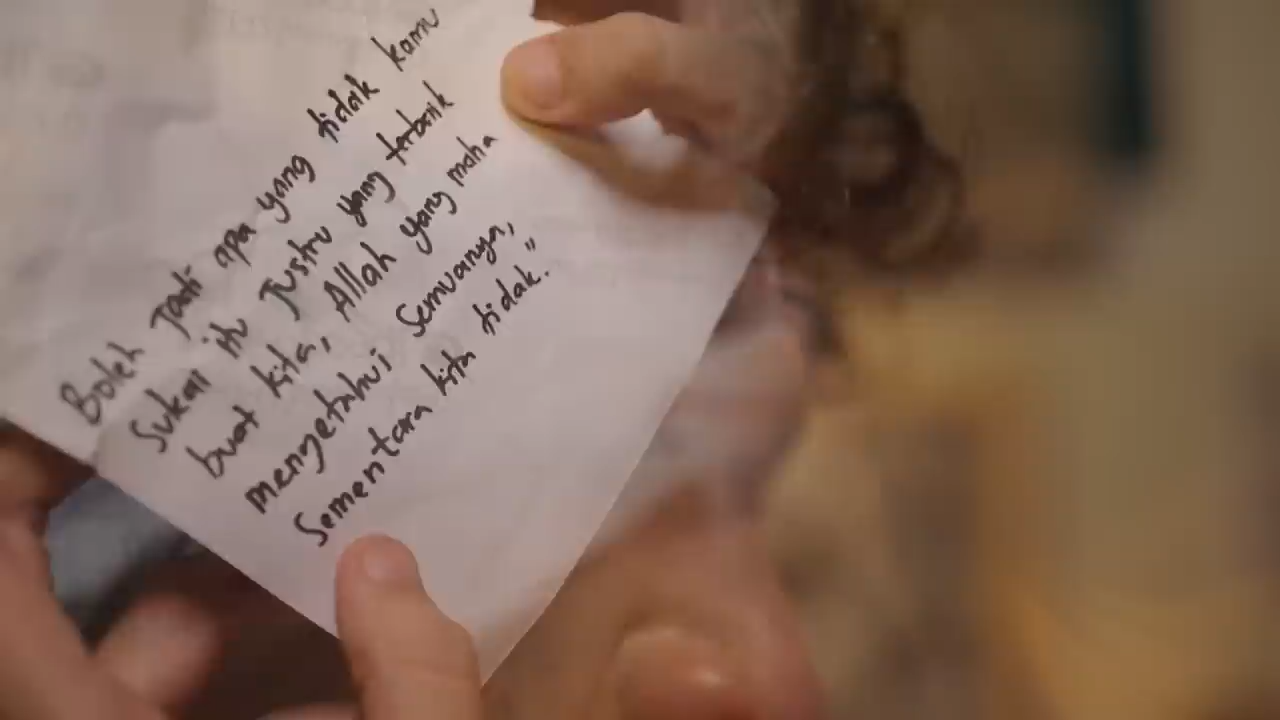 Boleh Jadi apa yang tidak kamu
Sukai itu Justru yang terbaik
buat kita, Allah yang maha
mengetahui Semuanya,
Sementara kita tidak."